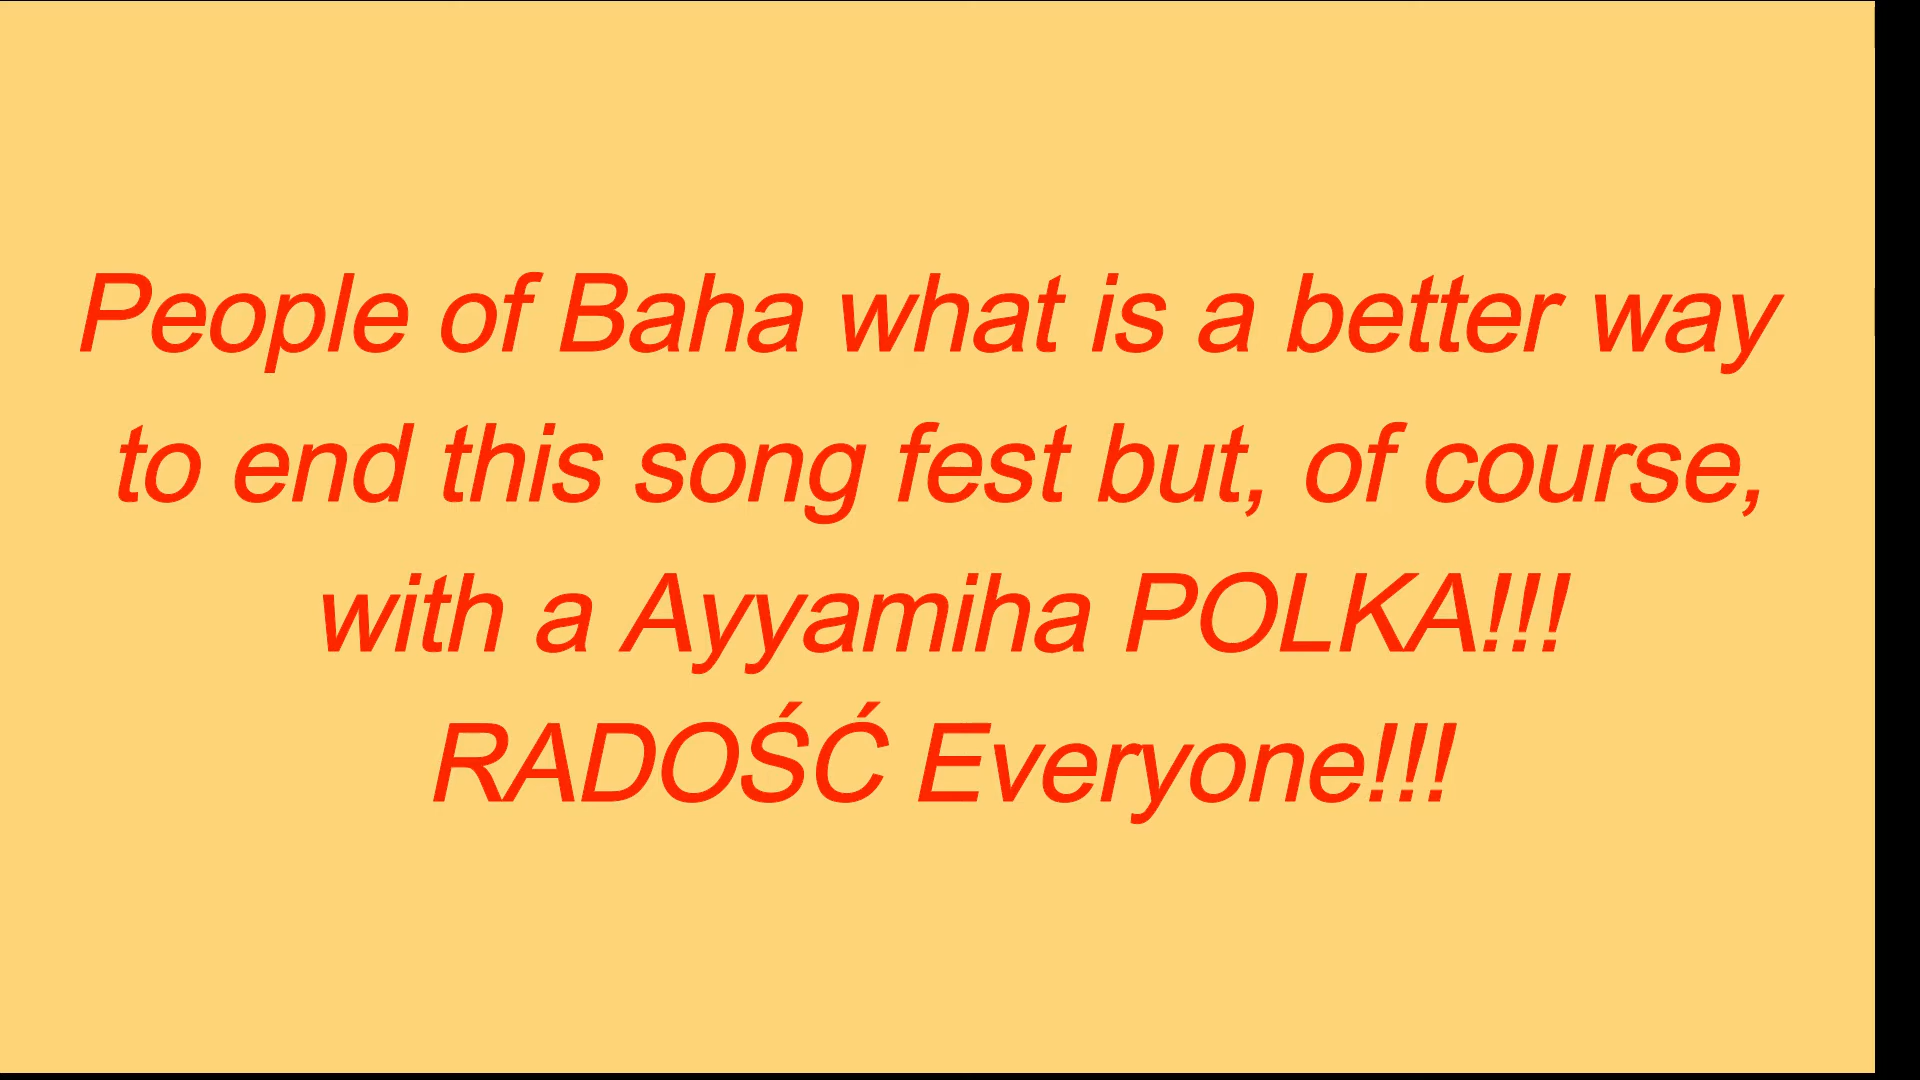 People of Baha what is a better way
to end this song fest but, of course,
with a Ayyamiha POLKA!!!
RADOŚĆ Everyone!!!